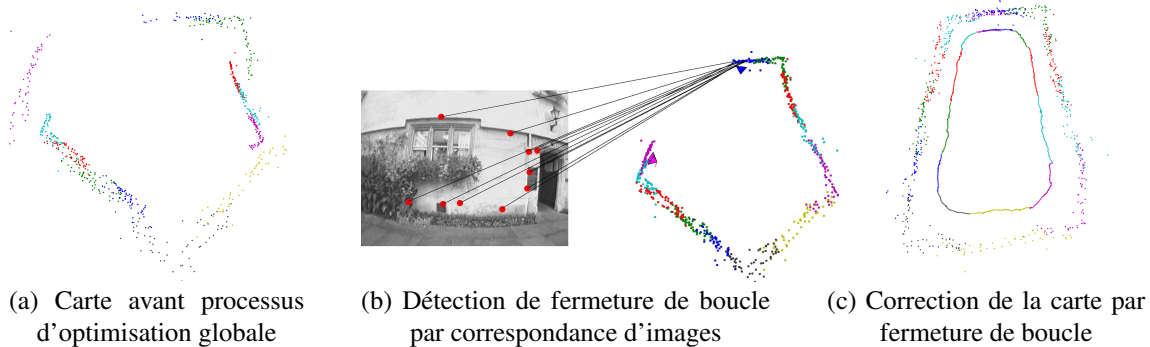 (a) Carte avant processus
d'optimisation globale
(b) Détection de fermeture de boucle
par correspondance d'images
(c) Correction de la carte par
fermeture de boucle